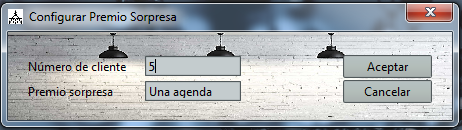 Configurar Premio Sorpresa
Número de cliente 5 Aceptar
Premio sorpresa Una agenda Cancelar